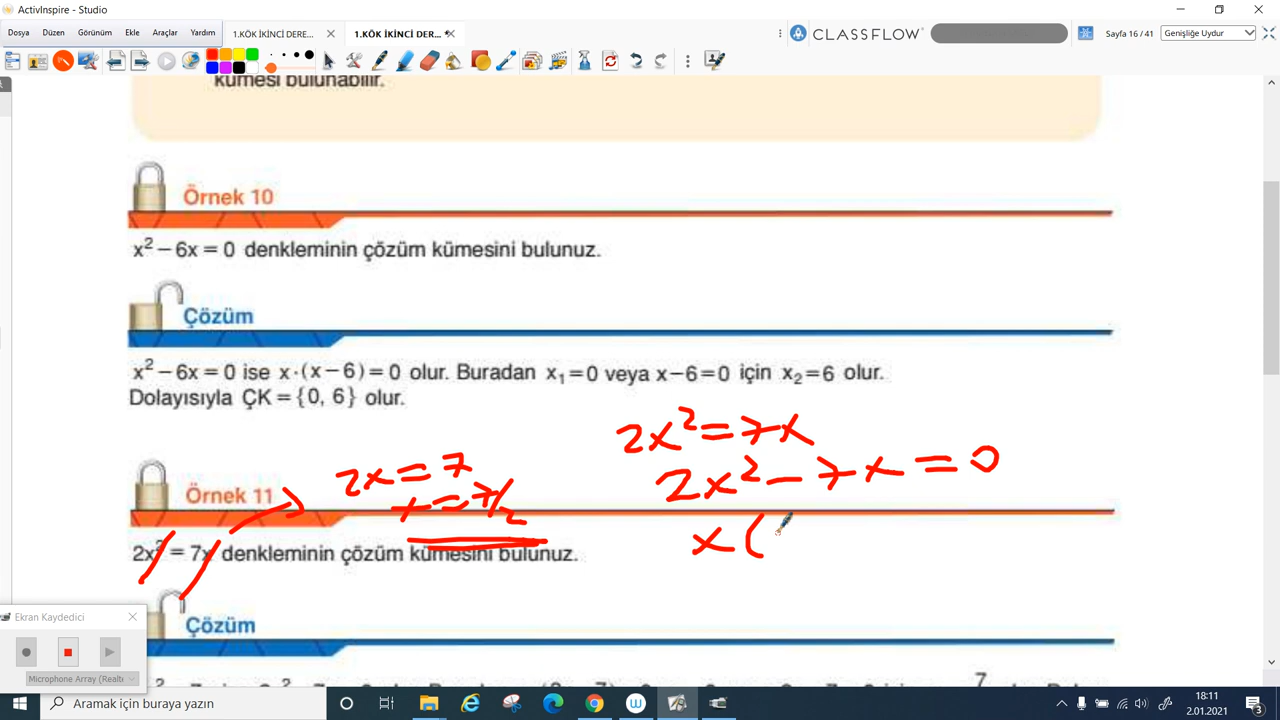 ActivInspire - Studio
Dosya Düzen Görünüm Ekle Araçlar Yardım
1.KÖK İKİNCİ DERE...
1.KÖK İKİNCİ DER...
CLASSFLOW
Sayfa 16 / 41
Genişliğe Uydur
kümesi bulunabilir.
Örnek 10
x² − 6x = 0 denkleminin çözüm kümesini bulunuz.
Çözüm
x² − 6x = 0 ise x·(x − 6) = 0 olur. Buradan x₁=0 veya x−6=0 için x₂=6 olur.
Dolayısıyla ÇK = {0, 6} olur.
2x² = 7x
2x = 7
2x² − 7x = 0
Örnek 11
x = 7/2
x (
2x² = 7x denkleminin çözüm kümesini bulunuz.
Çözüm
Ekran Kaydedici
Microphone Array (Realte
Aramak için buraya yazın
18:11
2.01.2021
3